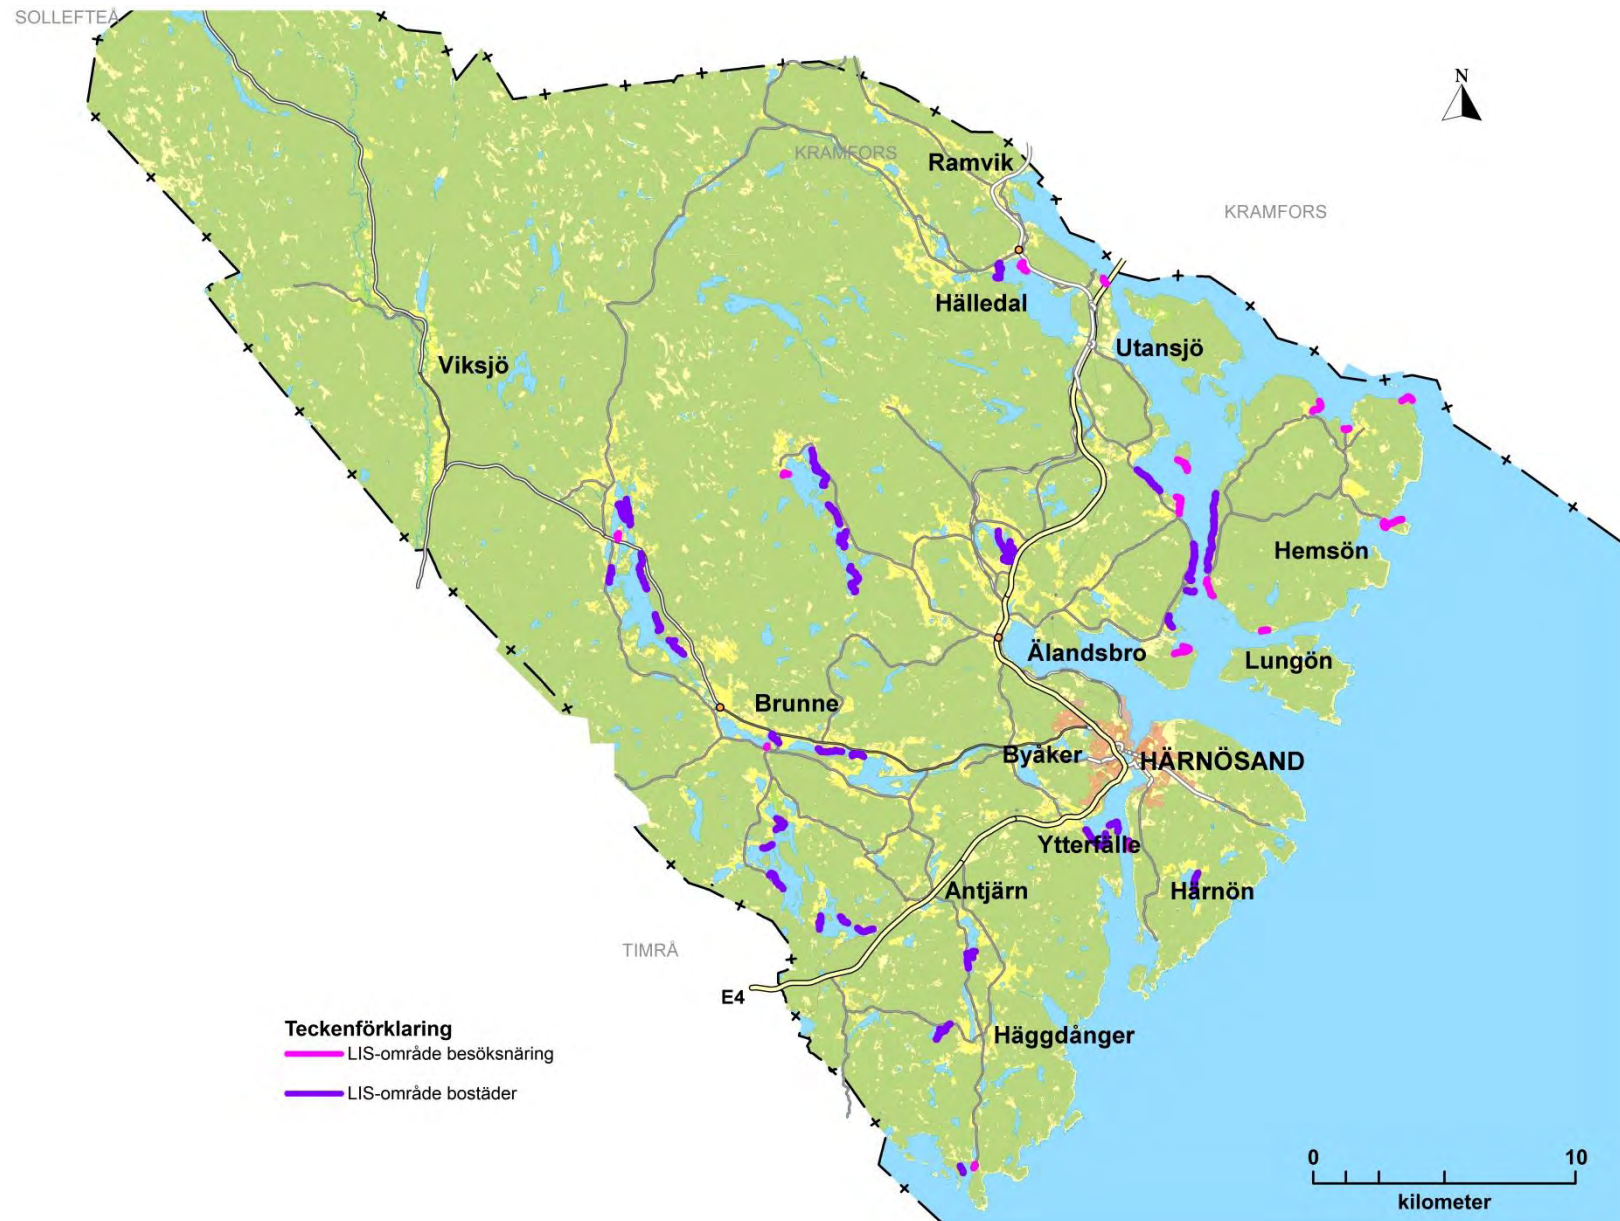 SOLLEFTEÅ
N
KRAMFORS
Ramvik
KRAMFORS
Hälledal
Utansjö
Viksjö
Hemsön
Älandsbro
Lungön
Brunne
Byåker
HÄRNÖSAND
Ytterfälle
Antjärn
Härnön
TIMRÅ
E4
Häggdånger
Teckenförklaring
LIS-område besöksnäring
LIS-område bostäder
0 10
kilometer